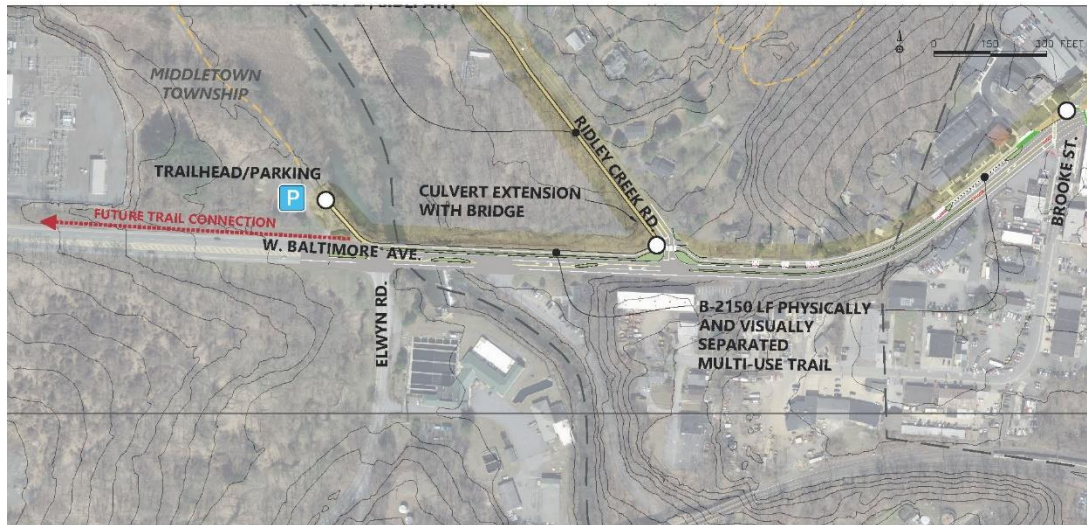 MIDDLETOWN
TOWNSHIP
0 150 300 FEET
TRAILHEAD/PARKING
P
FUTURE TRAIL CONNECTION
W. BALTIMORE AVE.
CULVERT EXTENSION
WITH BRIDGE
RIDLEY CREEK RD.
BROOKE ST.
ELWYN RD.
B-2150 LF PHYSICALLY
AND VISUALLY
SEPARATED
MULTI-USE TRAIL